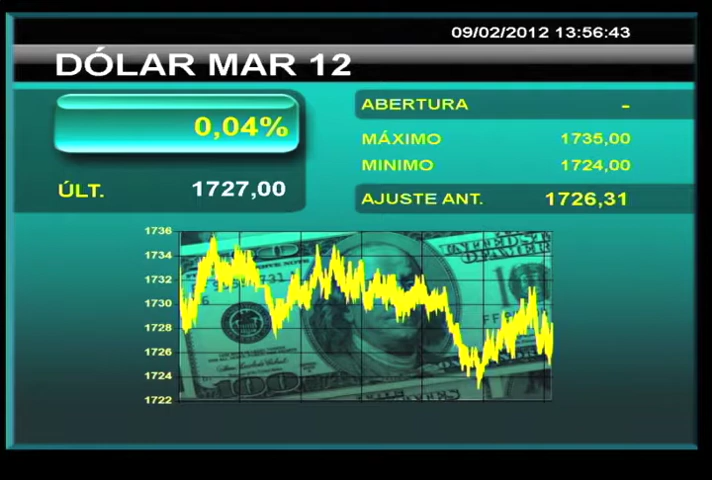 09/02/2012 13:56:43
DÓLAR MAR 12
0,04%
ÚLT. 1727,00
ABERTURA -
MÁXIMO 1735,00
MINIMO 1724,00
AJUSTE ANT. 1726,31
1736
1734
1732
1730
1728
1726
1724
1722